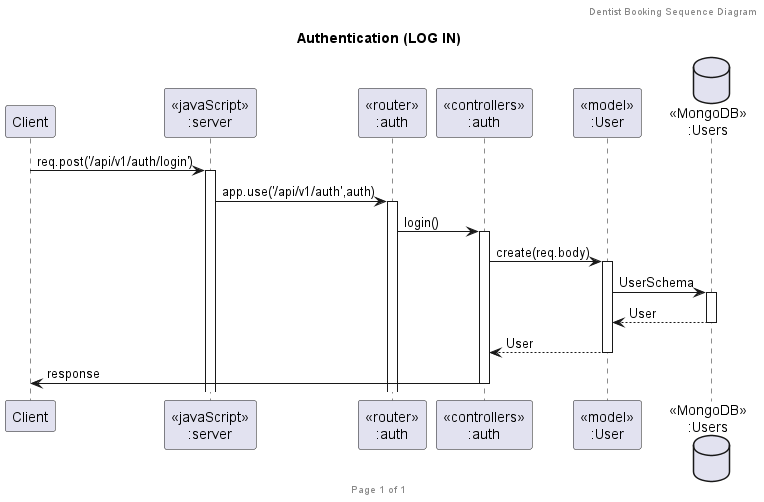 Dentist Booking Sequence Diagram
Authentication (LOG IN)
Client
«javaScript»
:server
«router»
:auth
«controllers»
:auth
«model»
:User
«MongoDB»
:Users
req.post('/api/v1/auth/login')
app.use('/api/v1/auth',auth)
login()
create(req.body)
UserSchema
User
User
response
Client
«javaScript»
:server
«router»
:auth
«controllers»
:auth
«model»
:User
«MongoDB»
:Users
Page 1 of 1